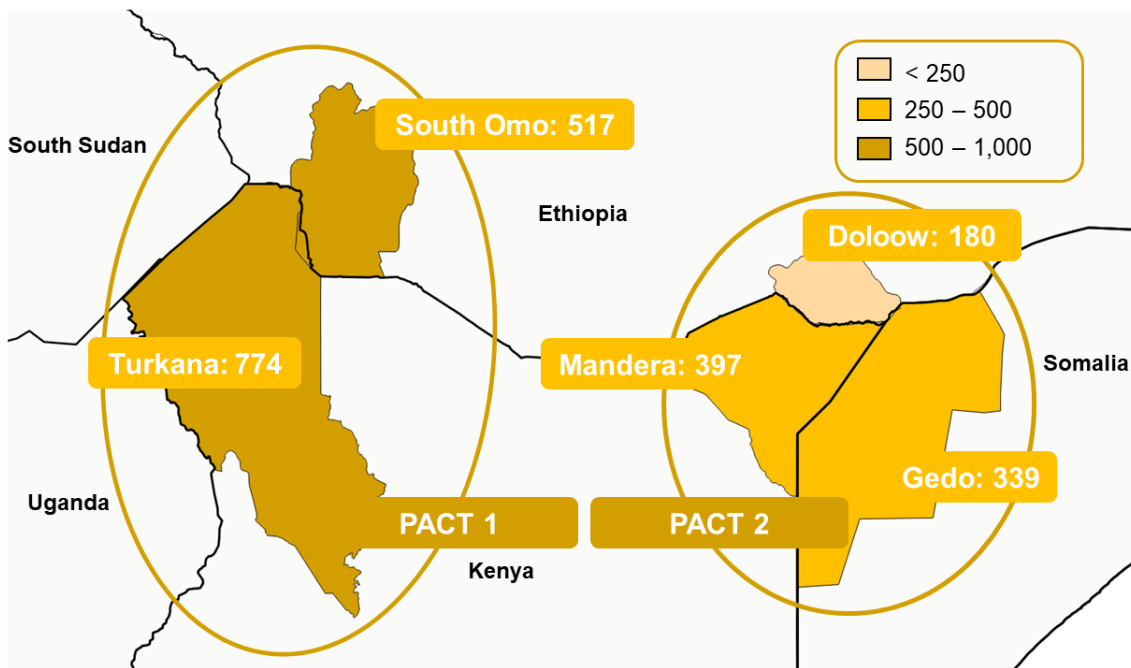 < 250
250 – 500
500 – 1,000
South Omo: 517
South Sudan
Ethiopia
Doloow: 180
Turkana: 774
Mandera: 397
Somalia
Gedo: 339
Uganda
PACT 1
PACT 2
Kenya